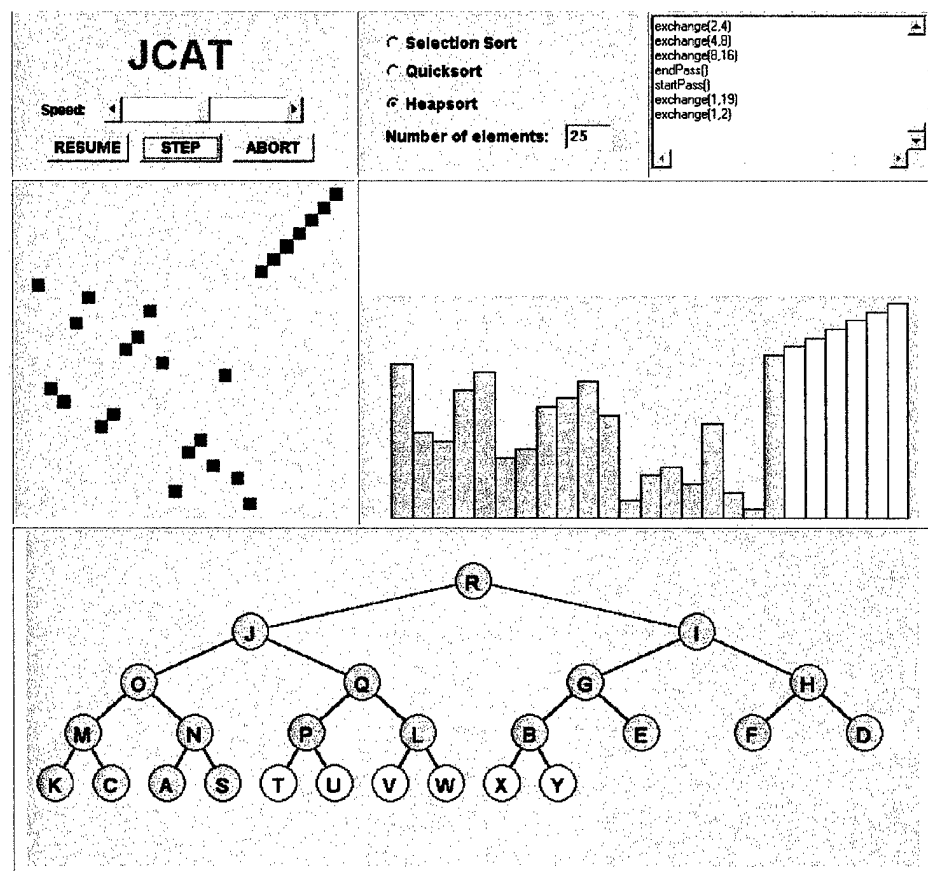 JCAT
Speed:
RESUME STEP ABORT
Selection Sort
Quicksort
Heapsort
Number of elements: 25
exchange(2,4)
exchange(4,8)
exchange(8,16)
endPass()
startPass()
exchange(1,19)
exchange(1,2)
R
J I
O Q G H
M N P L B E F D
K C A S T U V W X Y